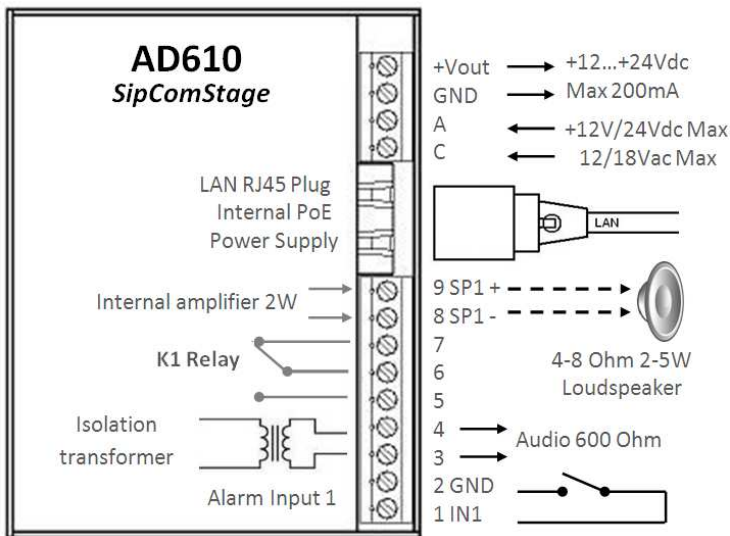 AD610
SipComStage
+Vout
+12...+24Vdc
GND
Max 200mA
A
+12V/24Vdc Max
C
12/18Vac Max
LAN RJ45 Plug
Internal PoE
Power Supply
LAN
Internal amplifier 2W
9 SP1 +
8 SP1 -
K1 Relay
7
6
5
4-8 Ohm 2-5W
Loudspeaker
Isolation
transformer
4
3
Audio 600 Ohm
Alarm Input 1
2 GND
1 IN1